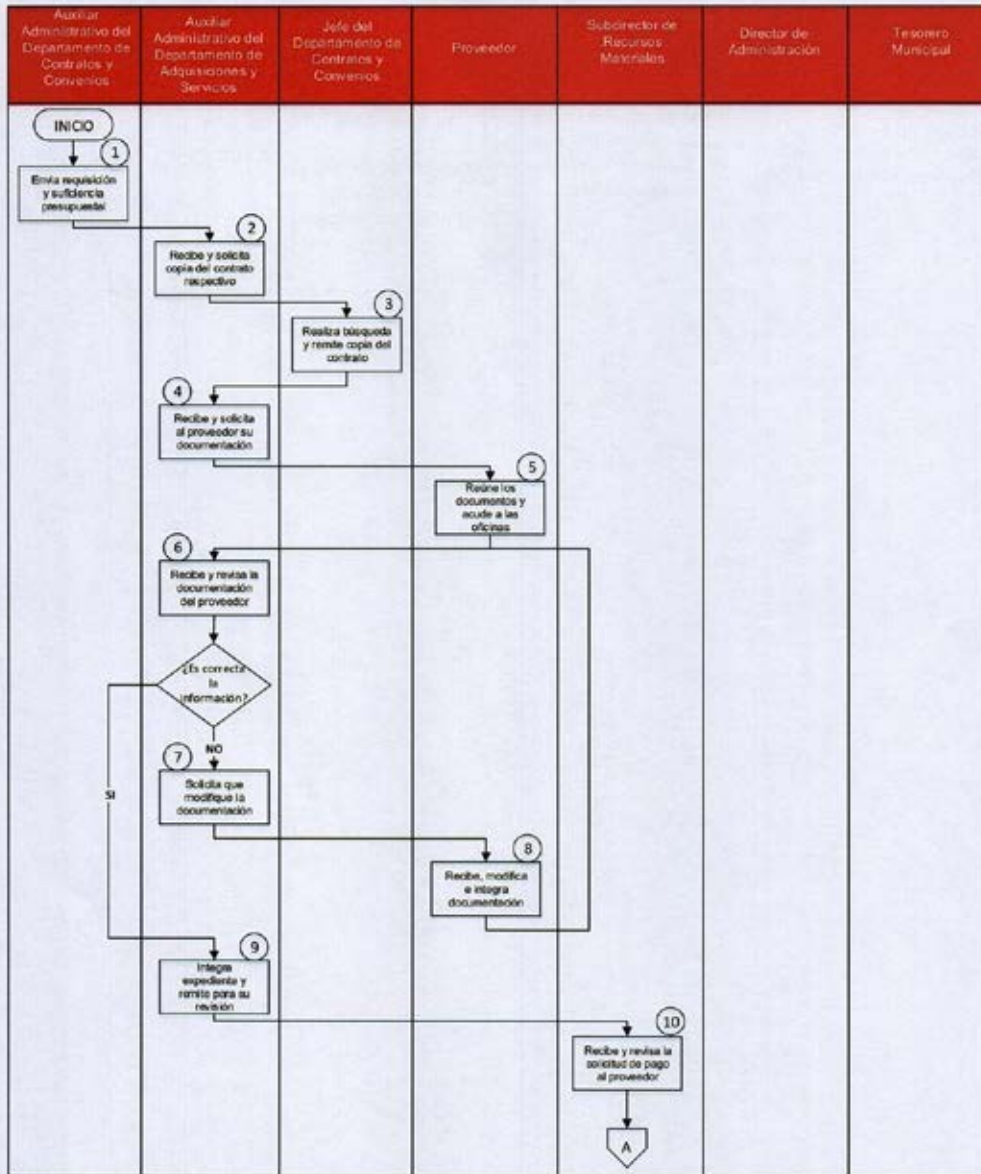 Auxiliar
Administrativo del
Departamento de
Contratos y
Convenios
Auxiliar
Administrativo del
Departamento de
Adquisiciones y
Servicios
Jefe del
Departamento de
Contratos y
Convenios
Proveedor
Subdirector de
Recursos
Materiales
Director de
Administración
Tesorero
Municipal
INICIO
1
Envía requisición
y suficiencia
presupuestal
2
Recibe y solicita
copia del contrato
respectivo
3
Realiza búsqueda
y remite copia del
contrato
4
Recibe y solicita
al proveedor su
documentación
5
Reúne los
documentos y
acude a las
oficinas
6
Recibe y revisa la
documentación
del proveedor
¿Es correcta
la
información?
NO
SI
7
Solicita que
modifique la
documentación
8
Recibe, modifica
e integra
documentación
9
Integra
expediente y
remite para su
revisión
10
Recibe y revisa la
solicitud de pago
al proveedor
A